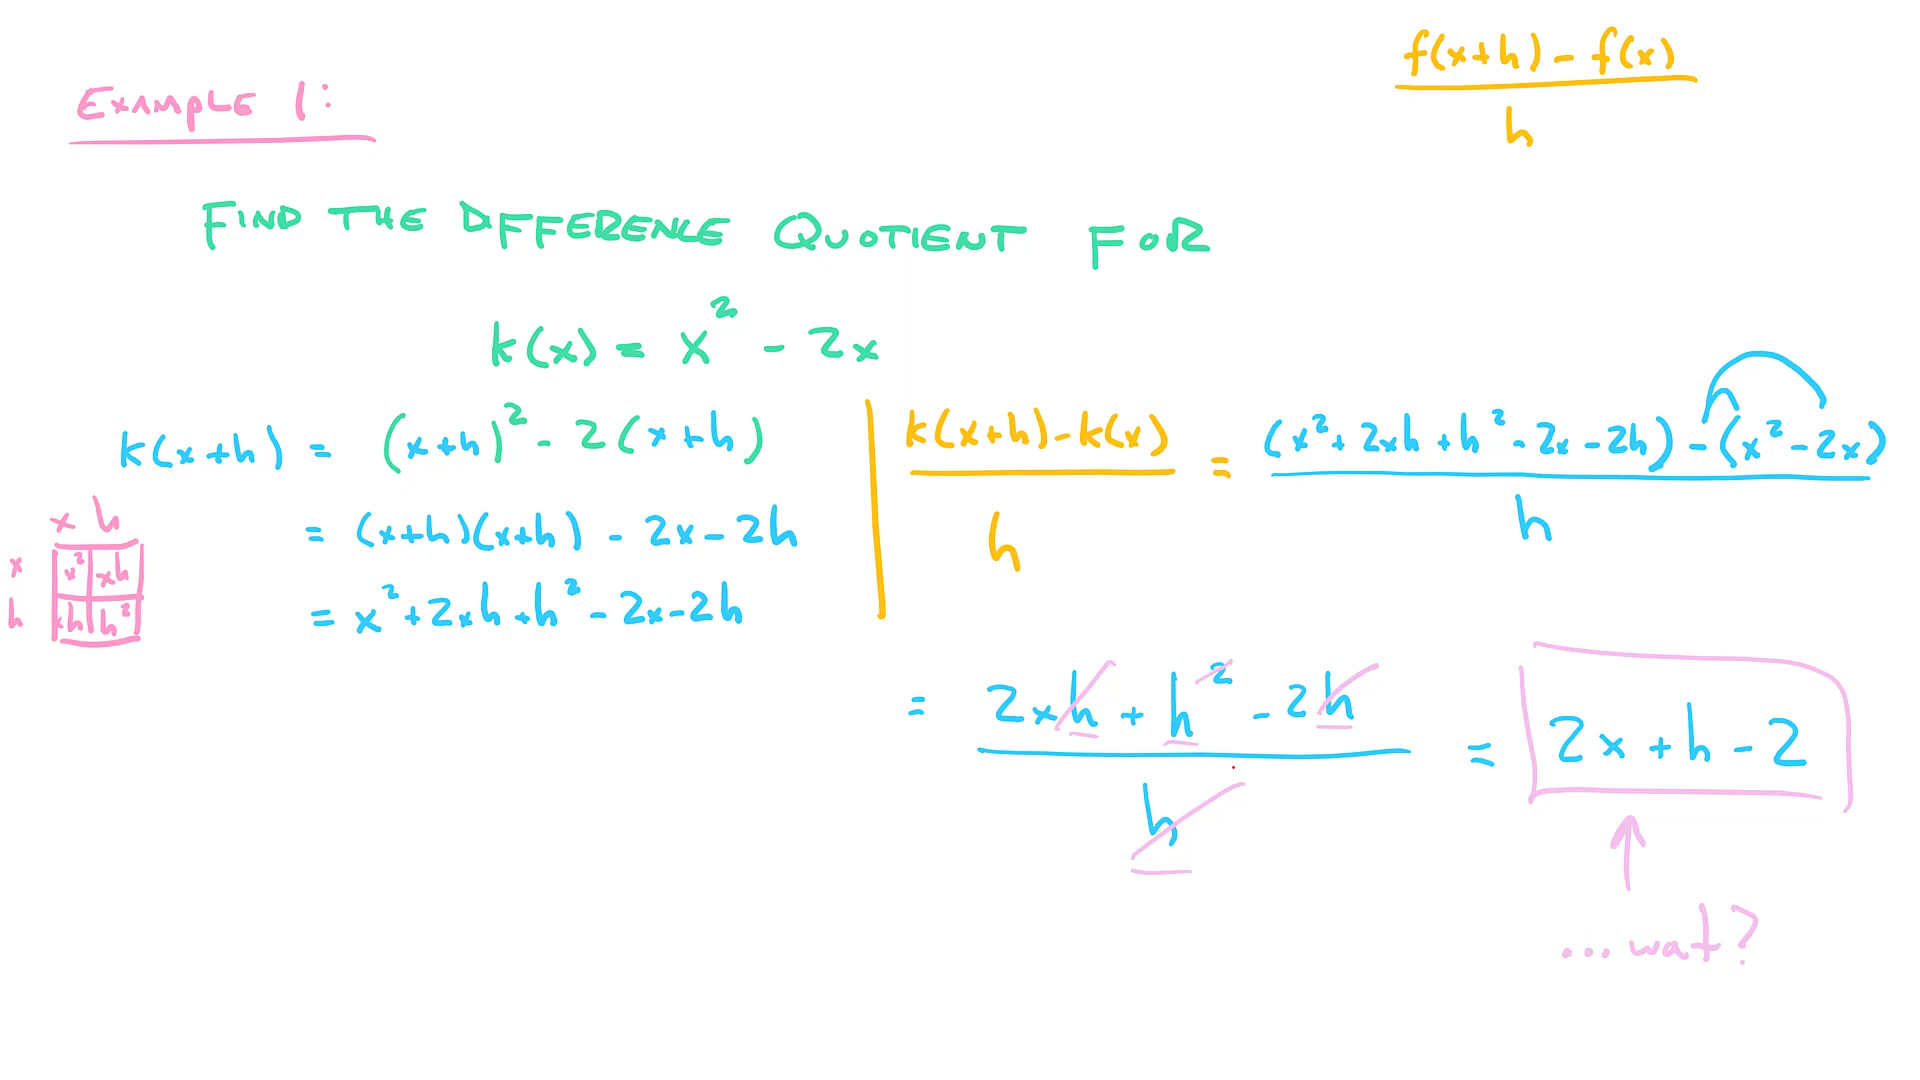 Example 1:
f(x+h) - f(x)
h
FIND THE DIFFERENCE QUOTIENT FOR
k(x) = x² - 2x
k(x+h) = (x+h)² - 2(x+h)
= (x+h)(x+h) - 2x - 2h
= x² + 2xh + h² - 2x - 2h
x h
x x² xh
h xh h²
k(x+h) - k(x) = (x² + 2xh + h² - 2x - 2h) - (x² - 2x)
h h
= 2xh + h² - 2h = 2x + h - 2
h
...wat?